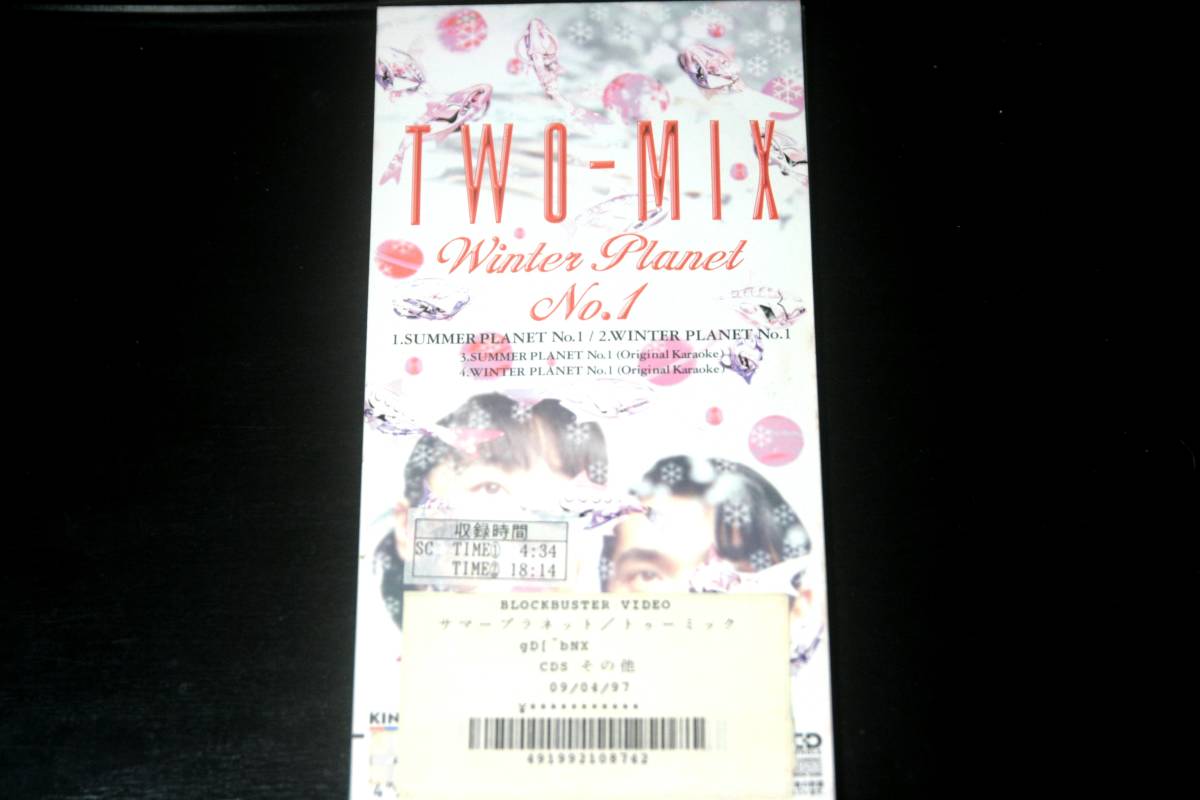 TWO-MIX
Winter Planet
No.1
1.SUMMER PLANET No.1 / 2.WINTER PLANET No.1
3.SUMMER PLANET No.1 (Original Karaoke)
4.WINTER PLANET No.1 (Original Karaoke)
収録時間
SC TIME① 4:34
TIME② 18:14
BLOCKBUSTER VIDEO
サマープラネット/トゥーミック
gD[~bNX
CDS その他
09/04/97
¥***********
KIN
491992108742